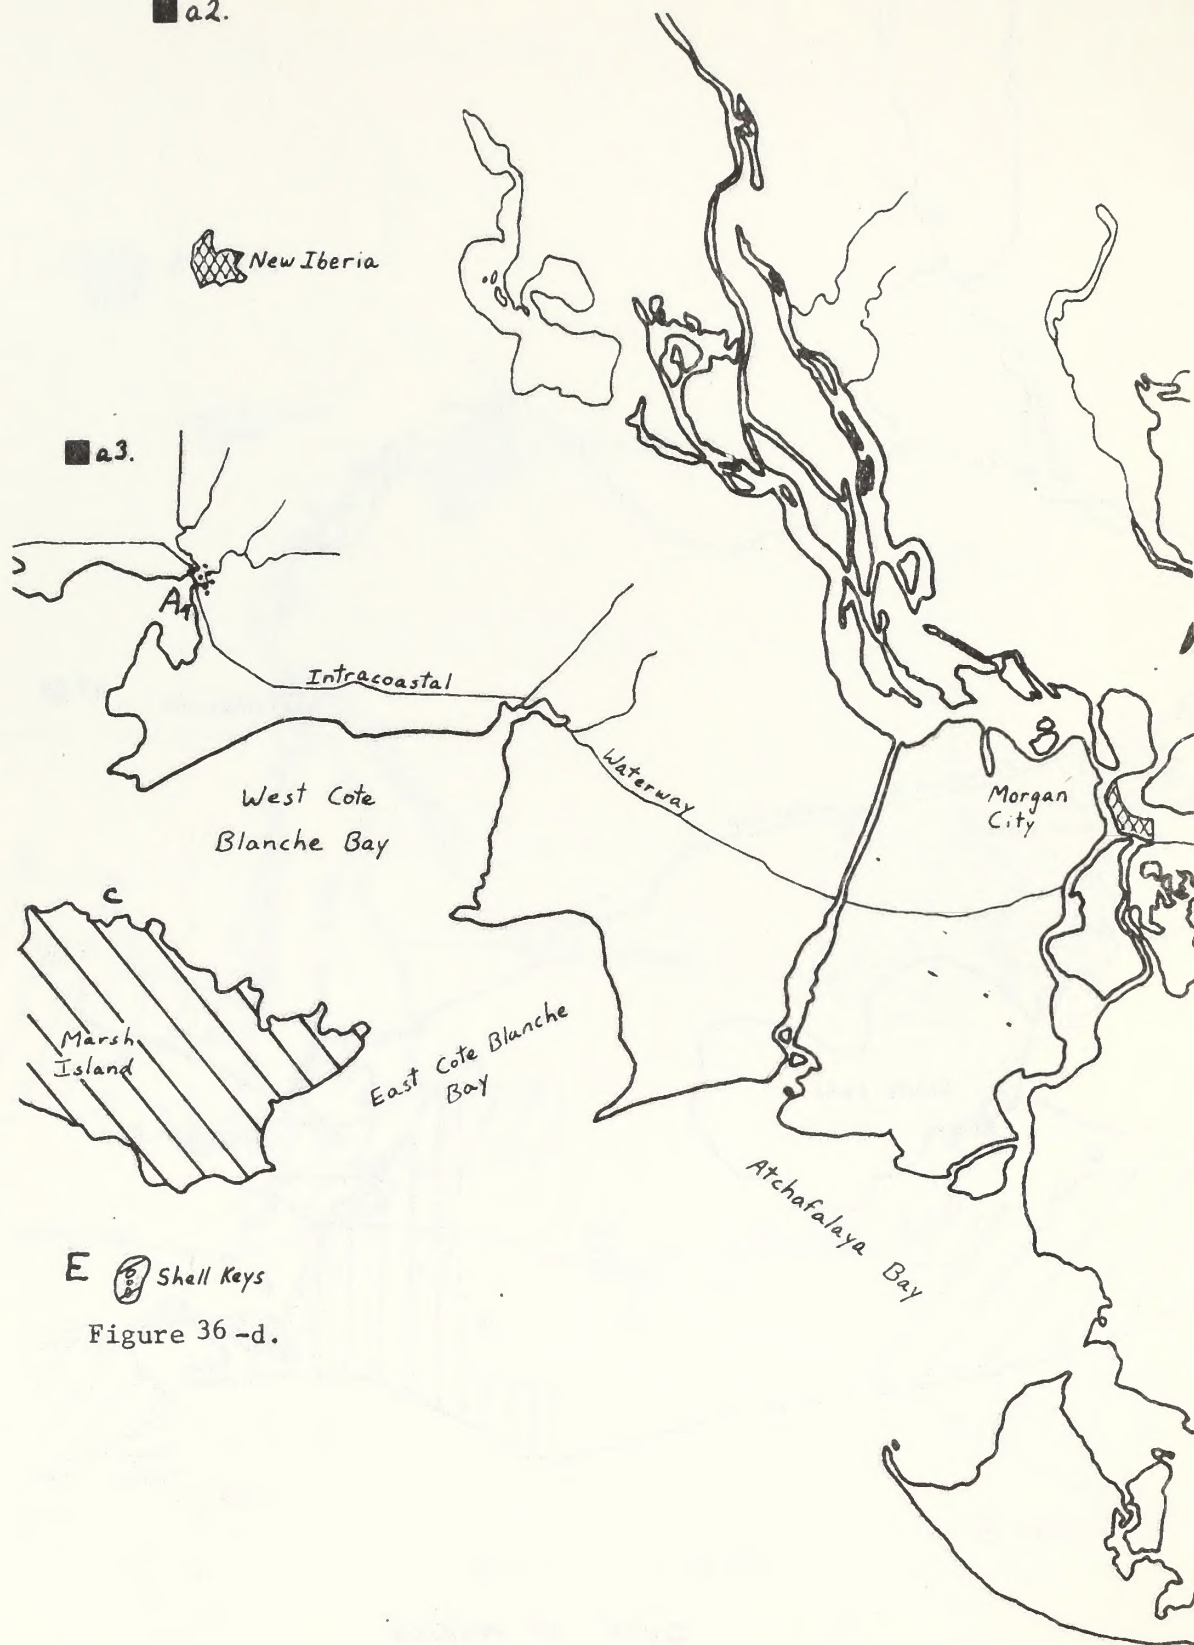 a2.
New Iberia
a3.
A1
Intracoastal
Waterway
West Cote
Blanche Bay
Morgan
City
C
Marsh
Island
East Cote Blanche
Bay
Atchafalaya Bay
E
Shell Keys
Figure 36-d.